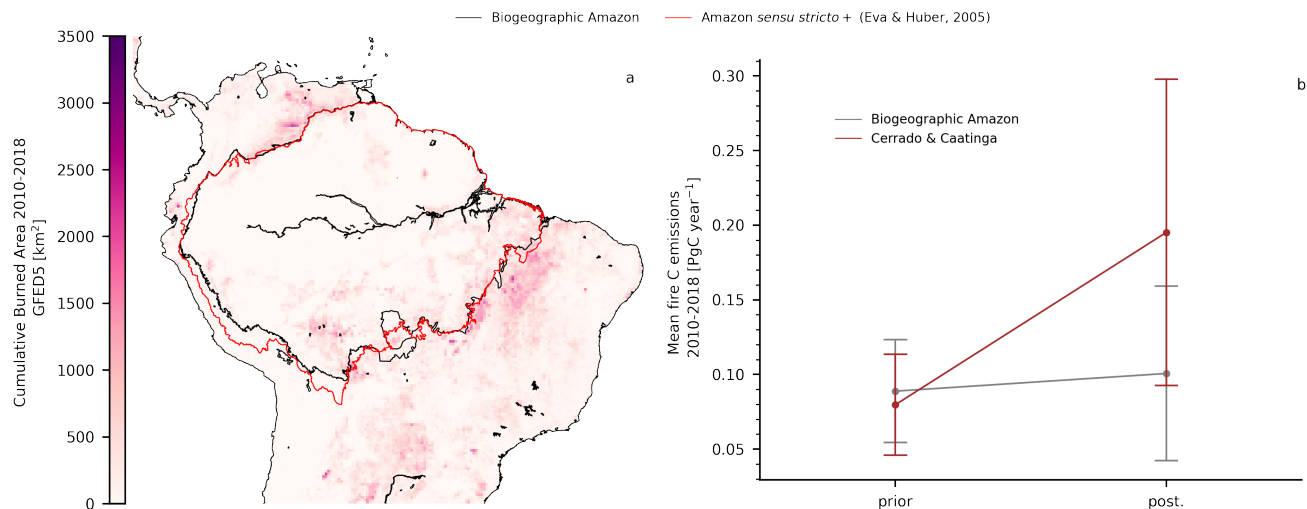 Biogeographic Amazon
Amazon sensu stricto + (Eva & Huber, 2005)
a
3500
3000
2500
2000
1500
1000
500
0
Cumulative Burned Area 2010-2018
GFED5 [km²]
b
Biogeographic Amazon
Cerrado & Caatinga
0.30
0.25
0.20
0.15
0.10
0.05
Mean fire C emissions
2010-2018 [PgC year⁻¹]
prior
post.